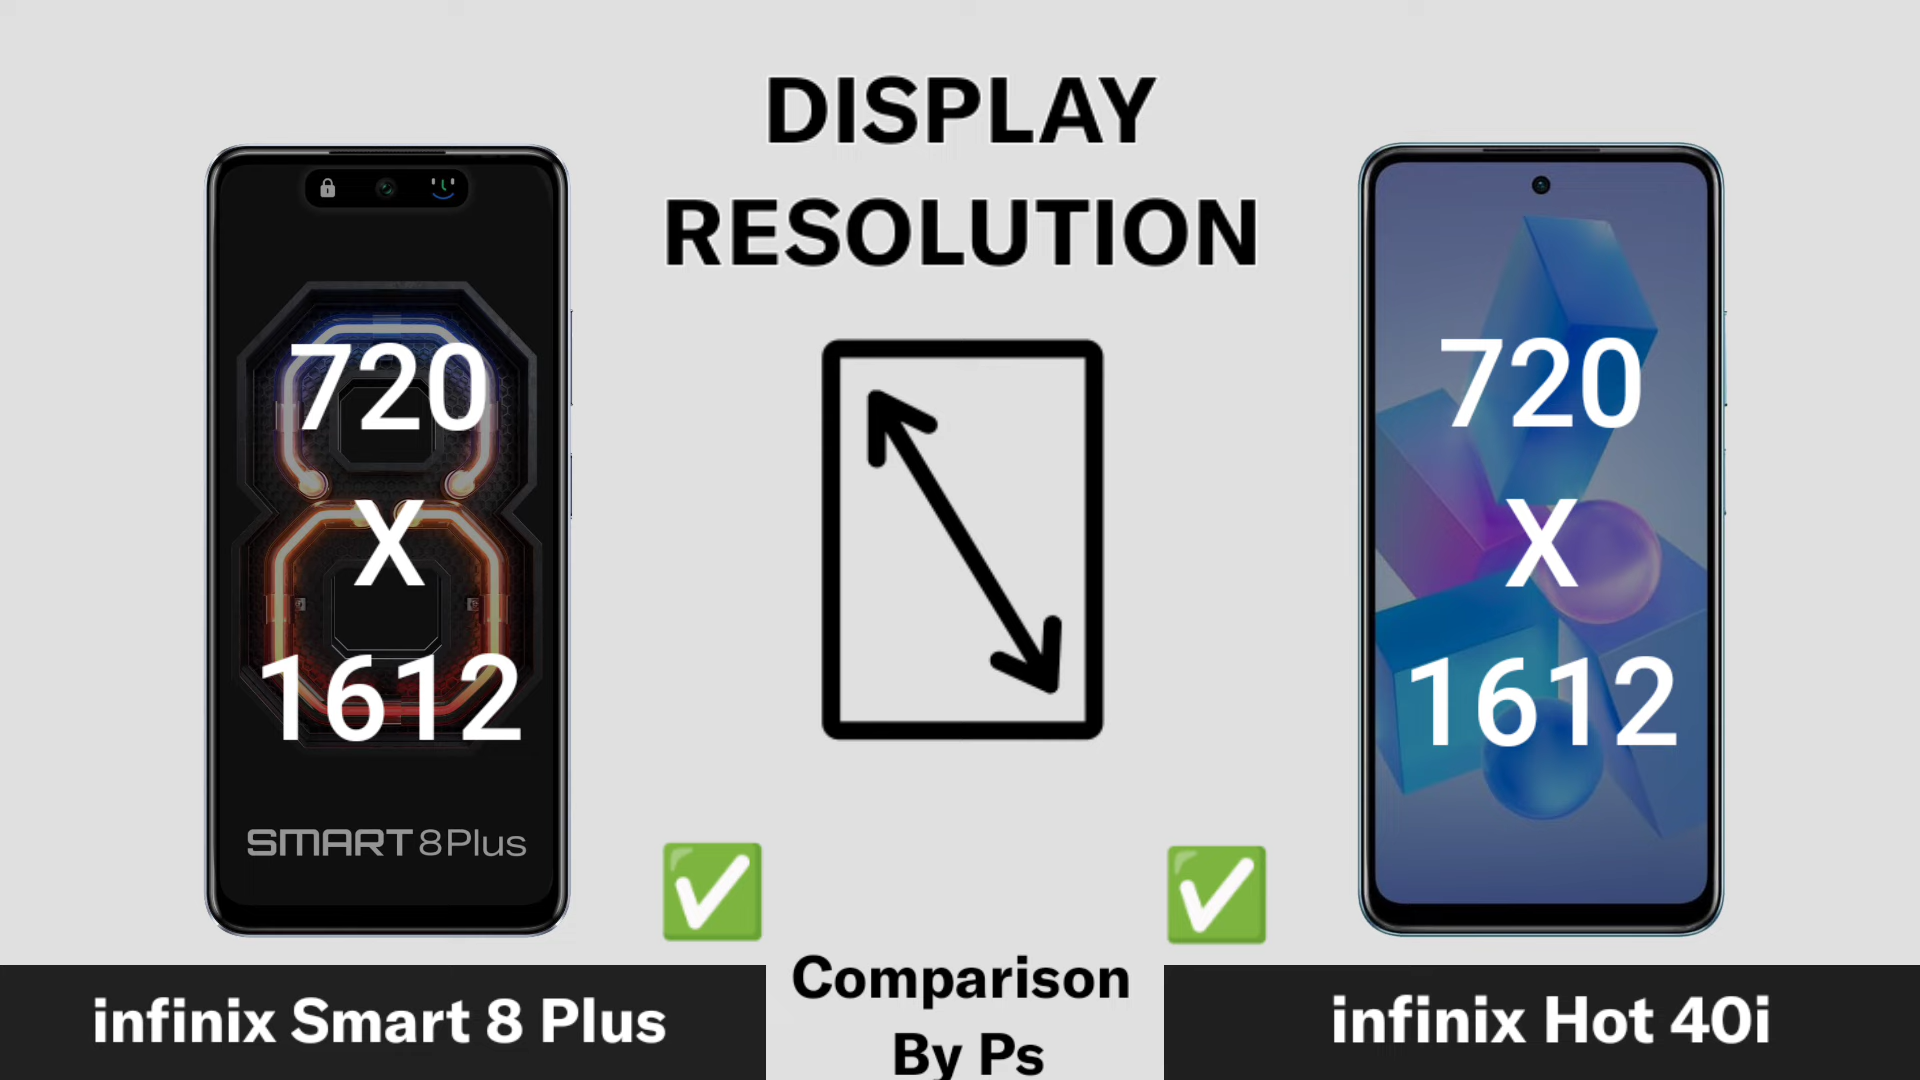 DISPLAY
RESOLUTION
720
X
1612
SMART 8Plus
720
X
1612
infinix Smart 8 Plus
Comparison
By Ps
infinix Hot 40i